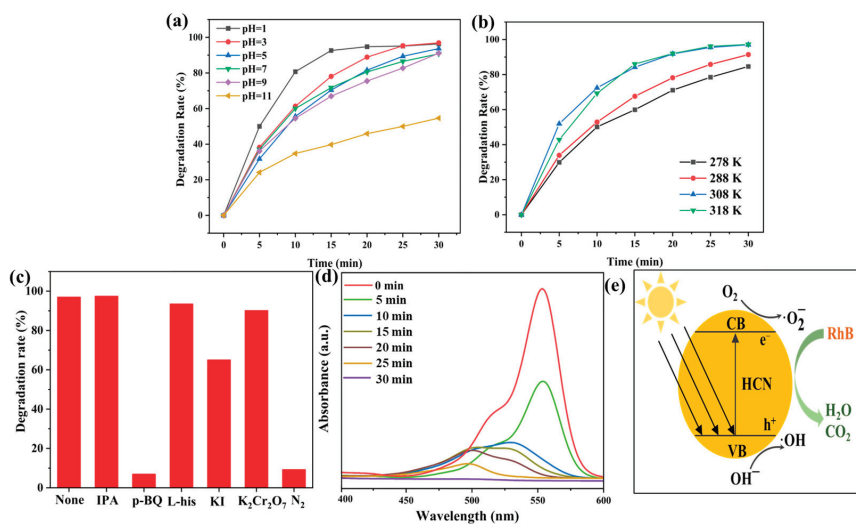 (a)
pH=1
pH=3
pH=5
pH=7
pH=9
pH=11
Degradation Rate (%)
100
80
60
40
20
0
0 5 10 15 20 25 30
Time (min)
(b)
278 K
288 K
308 K
318 K
Degradation Rate (%)
100
80
60
40
20
0
0 5 10 15 20 25 30
Time (min)
(c)
Degradation rate (%)
100
80
60
40
20
0
None IPA p-BQ L-his KI K₂Cr₂O₇ N₂
(d)
0 min
5 min
10 min
15 min
20 min
25 min
30 min
Absorbance (a.u.)
400 450 500 550 600
Wavelength (nm)
(e)
O₂
·O₂⁻
CB
e⁻
RhB
HCN
H₂O
CO₂
h⁺
·OH
VB
OH⁻